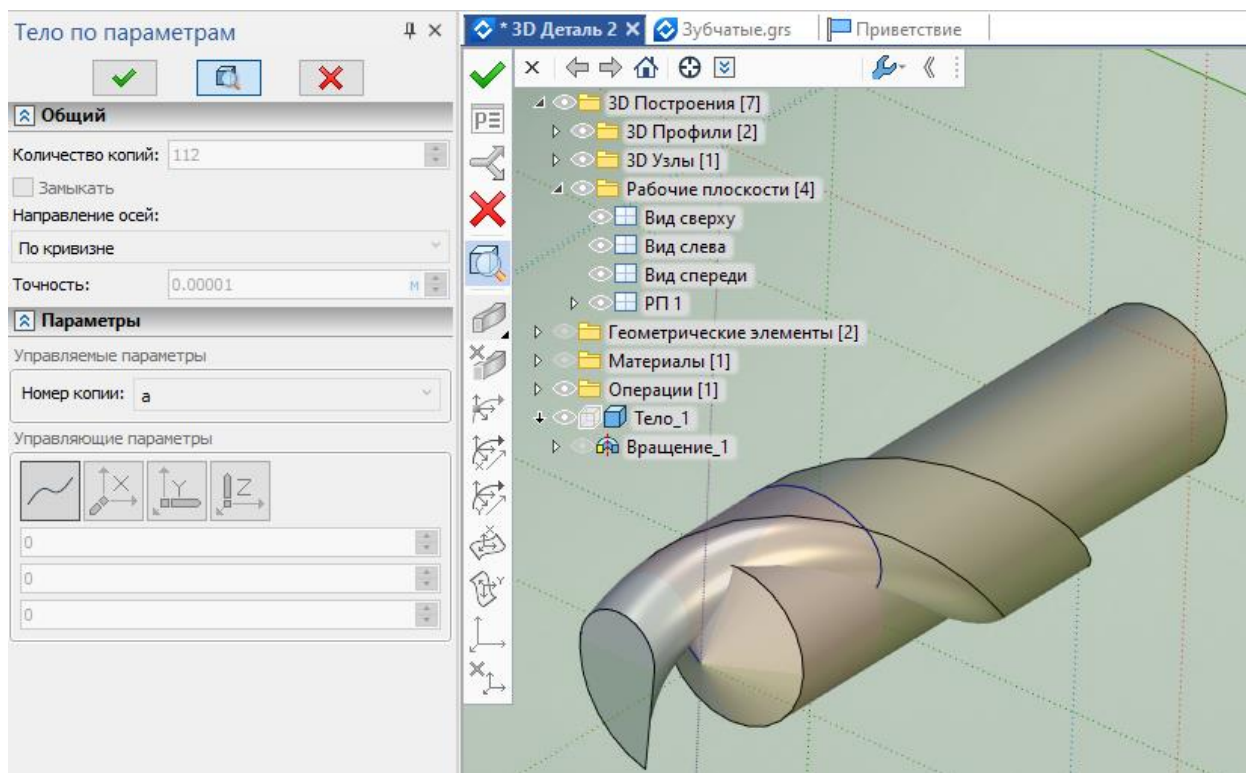 Тело по параметрам
Общий
Количество копий: 112
Замыкать
Направление осей:
По кривизне
Точность: 0.00001 м
Параметры
Управляемые параметры
Номер копии: a
Управляющие параметры
X Y Z
0
0
0
* 3D Деталь 2 Зубчатые.grs Приветствие
3D Построения [7]
3D Профили [2]
3D Узлы [1]
Рабочие плоскости [4]
Вид сверху
Вид слева
Вид спереди
РП 1
Геометрические элементы [2]
Материалы [1]
Операции [1]
Тело_1
Вращение_1